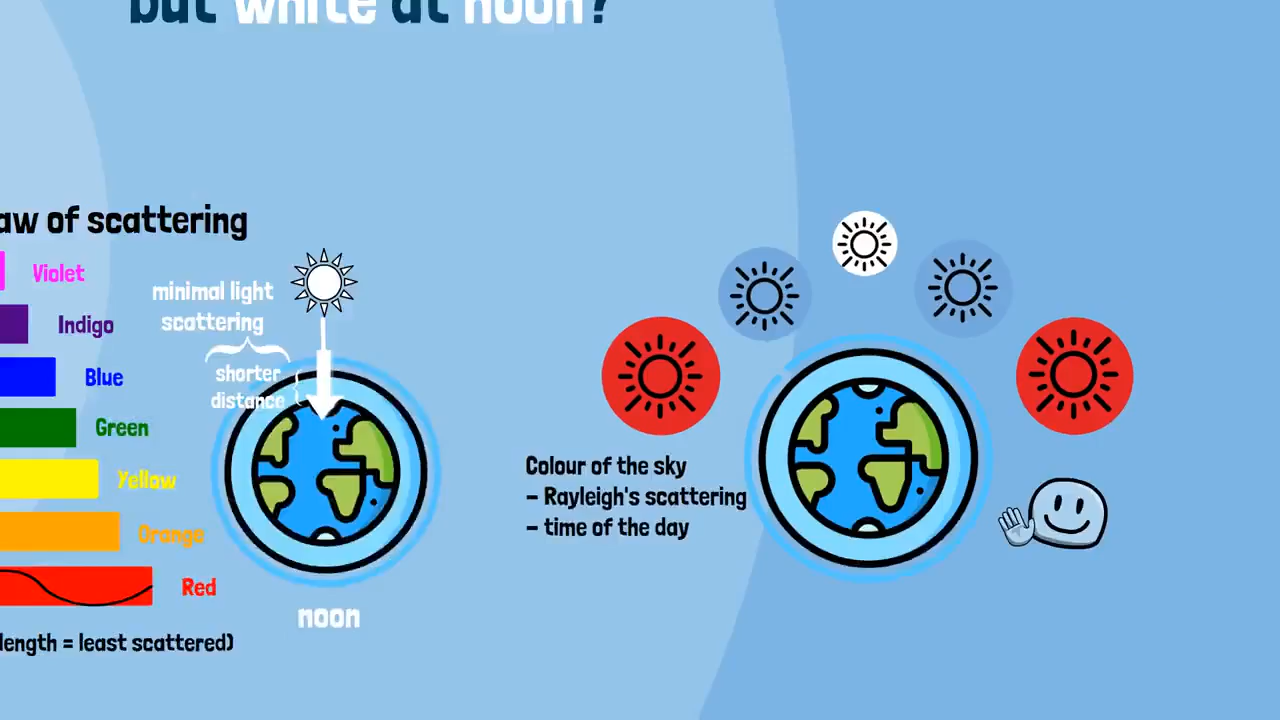 but white at noon?
aw of scattering
Violet
Indigo
Blue
Green
Yellow
Orange
Red
length = least scattered)
minimal light
scattering
shorter
distance
noon
Colour of the sky
– Rayleigh's scattering
– time of the day